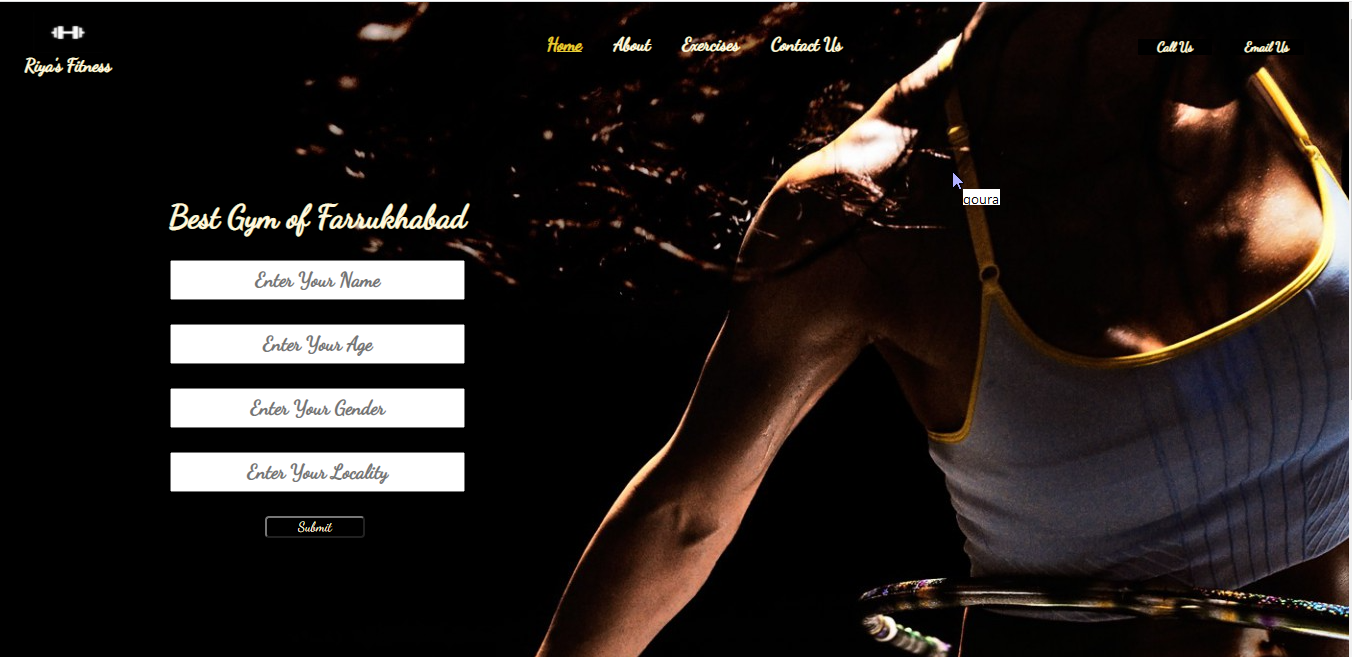 Riya's Fitness
Home
About
Exercises
Contact Us
Call Us
Email Us
goura
Best Gym of Farrukhabad
Enter Your Name
Enter Your Age
Enter Your Gender
Enter Your Locality
Submit